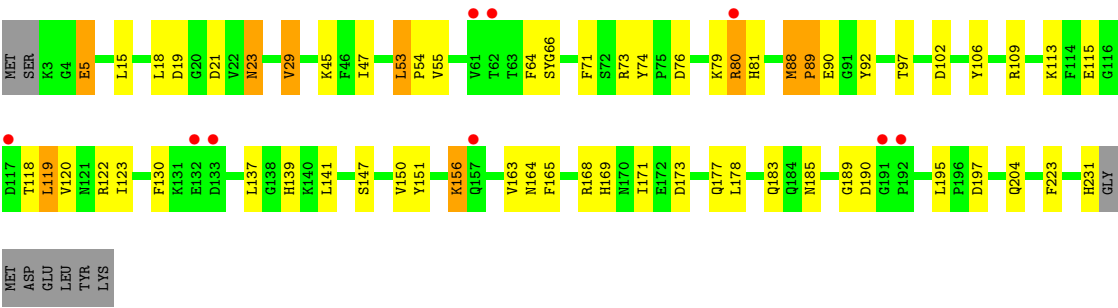 MET SER K3 G4 E5 L15 L18 D19 G20 D21 V22 N23 V29 K45 F46 I47 L53 P54 V55 V61 T62 T63 F64 SYG66 F71 S72 R73 Y74 P75 D76 K79 R80 H81 M88 P89 E90 G91 Y92 T97 D102 Y106 R109 K113 F114 E115 G116
D117 T118 L119 V120 N121 R122 I123 F130 K131 E132 D133 L137 G138 H139 K140 L141 S147 V150 Y151 K156 Q157 V163 N164 F165 R168 H169 N170 I171 E172 D173 Q177 L178 Q183 Q184 N185 G189 D190 G191 P192 L195 P196 D197 Q204 F223 H231 GLY
MET ASP GLU LEU TYR LYS